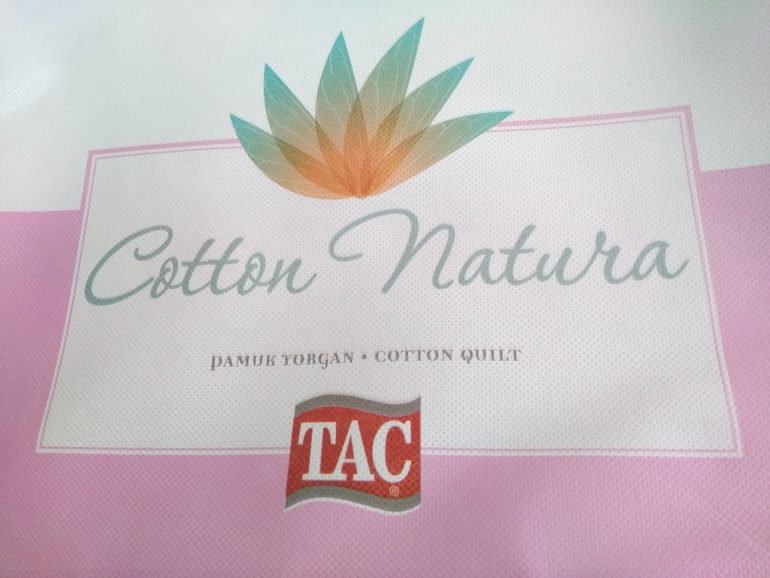 Cotton Natura
PAMUK YORGAN • COTTON QUILT
TAC
®